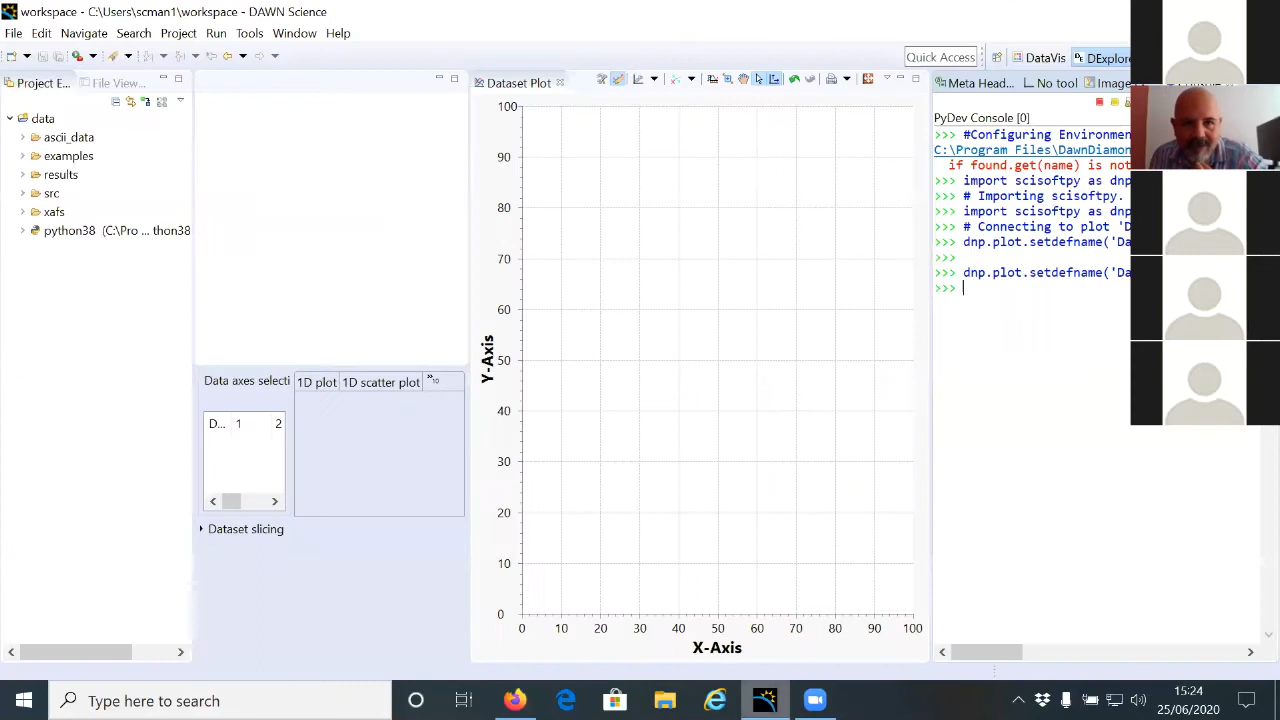 workspace - C:\Users\scman1\workspace - DAWN Science
File Edit Navigate Search Project Run Tools Window Help
Quick Access
DataVis
DExplore
Project E...
File View...
Dataset Plot
Meta Head...
No tool
Image
data
ascii_data
examples
results
src
xafs
python38 (C:\Pro ... thon38
Data axes selecti
1D plot
1D scatter plot
»10
D... 1 2
Dataset slicing
100
90
80
70
60
50
40
30
20
10
0
Y-Axis
0 10 20 30 40 50 60 70 80 90 100
X-Axis
PyDev Console [0]
>>> #Configuring Environmen
C:\Program Files\DawnDiamon
if found.get(name) is not
>>> import scisoftpy as dnp
>>> # Importing scisoftpy.
>>> import scisoftpy as dnp
>>> # Connecting to plot 'D
>>> dnp.plot.setdefname('Da
>>>
>>> dnp.plot.setdefname('Da
>>>
Type here to search
15:24
25/06/2020